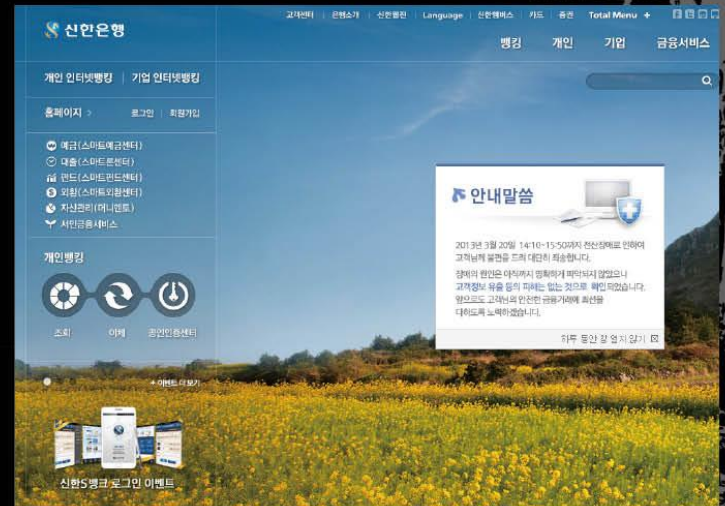 고객센터 은행소개 신한월진 Language 신한멤버스 카드 증권 Total Menu +
신한은행
뱅킹 개인 기업 금융서비스
개인 인터넷뱅킹 기업 인터넷뱅킹
홈페이지 > 로그인 회원가입
예금(스마트예금센터)
대출(스마트론센터)
펀드(스마트펀드센터)
외환(스마트외환센터)
자산관리(머니멘토)
서민금융서비스
안내말씀
2013년 3월 20일 14:10~15:50까지 전산장애로 인하여
고객님께 불편을 드려 대단히 죄송합니다.
장애의 원인은 아직까지 명확하게 파악되지 않았으나
고객정보 유출 등의 피해는 없는 것으로 확인되었습니다.
앞으로도 고객님의 안전한 금융거래에 최선을
다하도록 노력하겠습니다.
하루 동안 창 열지 않기
개인뱅킹
조회 이체 공인인증센터
+ 이벤트 더 보기
신한S뱅크 로그인 이벤트